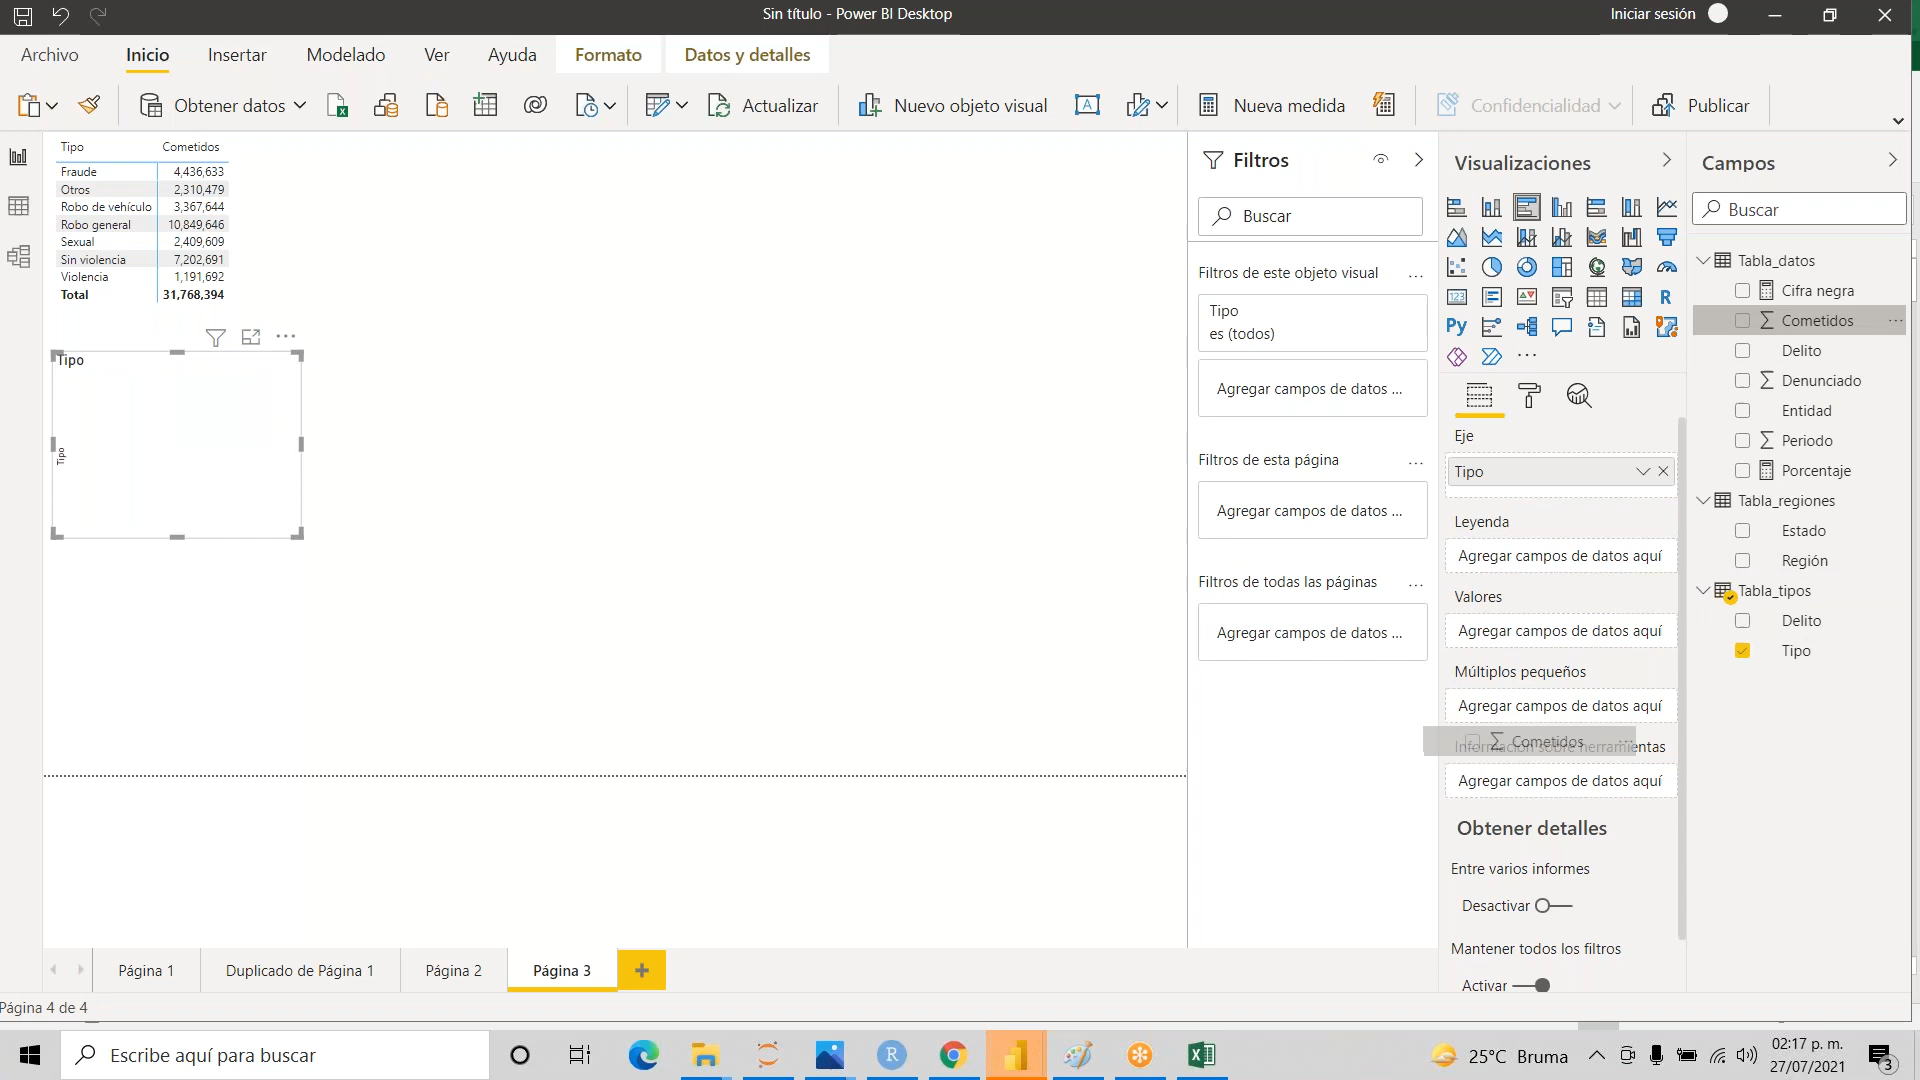 Sin título - Power BI Desktop
Iniciar sesión
Archivo Inicio Insertar Modelado Ver Ayuda Formato Datos y detalles
Obtener datos Actualizar Nuevo objeto visual Nueva medida Confidencialidad Publicar
Tipo Cometidos
Fraude 4,436,633
Otros 2,310,479
Robo de vehículo 3,367,644
Robo general 10,849,646
Sexual 2,409,609
Sin violencia 7,202,691
Violencia 1,191,692
Total 31,768,394
Tipo
Tipo
Filtros
Buscar
Filtros de este objeto visual
Tipo
es (todos)
Agregar campos de datos ...
Filtros de esta página
Agregar campos de datos ...
Filtros de todas las páginas
Agregar campos de datos ...
Visualizaciones
123
R
Py
Eje
Tipo
Leyenda
Agregar campos de datos aquí
Valores
Agregar campos de datos aquí
Múltiplos pequeños
Agregar campos de datos aquí
Cometidos
Información sobre herramientas
Agregar campos de datos aquí
Obtener detalles
Entre varios informes
Desactivar
Mantener todos los filtros
Activar
Campos
Buscar
Tabla_datos
Cifra negra
Cometidos
Delito
Denunciado
Entidad
Periodo
Porcentaje
Tabla_regiones
Estado
Región
Tabla_tipos
Delito
Tipo
Página 1 Duplicado de Página 1 Página 2 Página 3
Página 4 de 4
Escribe aquí para buscar
R
25°C Bruma
02:17 p. m.
27/07/2021
3